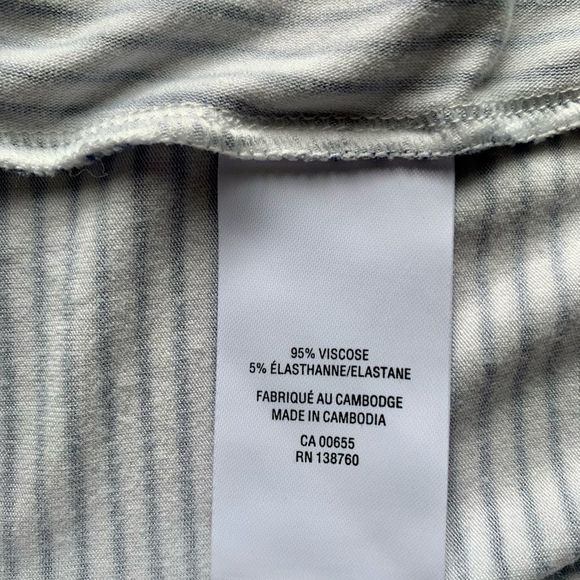 95% VISCOSE
5% ÉLASTHANNE/ELASTANE
FABRIQUÉ AU CAMBODGE
MADE IN CAMBODIA
CA 00655
RN 138760